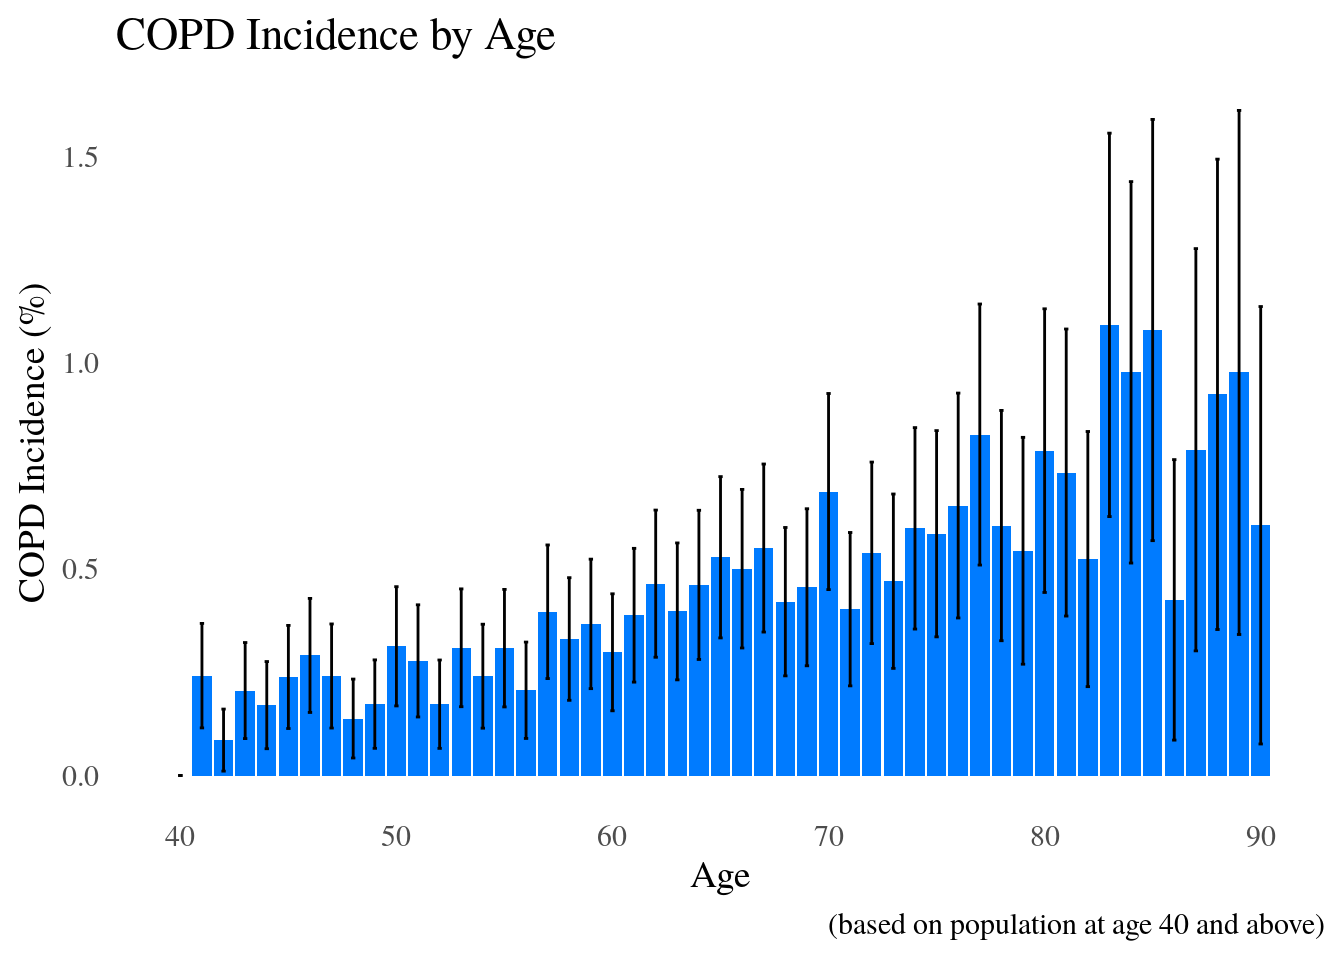 COPD Incidence by Age
COPD Incidence (%)
1.5
1.0
0.5
0.0
40 50 60 70 80 90
Age
(based on population at age 40 and above)